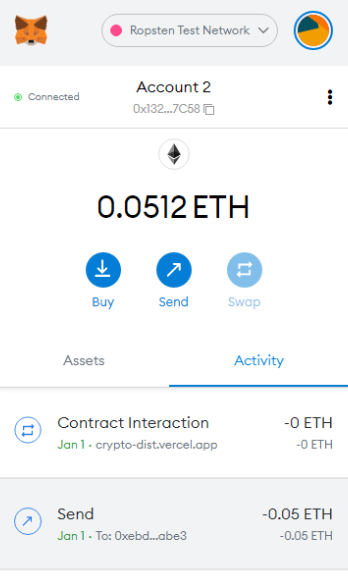 Ropsten Test Network
Connected
Account 2
0x132...7C58
0.0512 ETH
Buy
Send
Swap
Assets
Activity
Contract Interaction
-0 ETH
Jan 1 · crypto-dist.vercel.app
-0 ETH
Send
-0.05 ETH
Jan 1 · To: 0xebd...abe3
-0.05 ETH